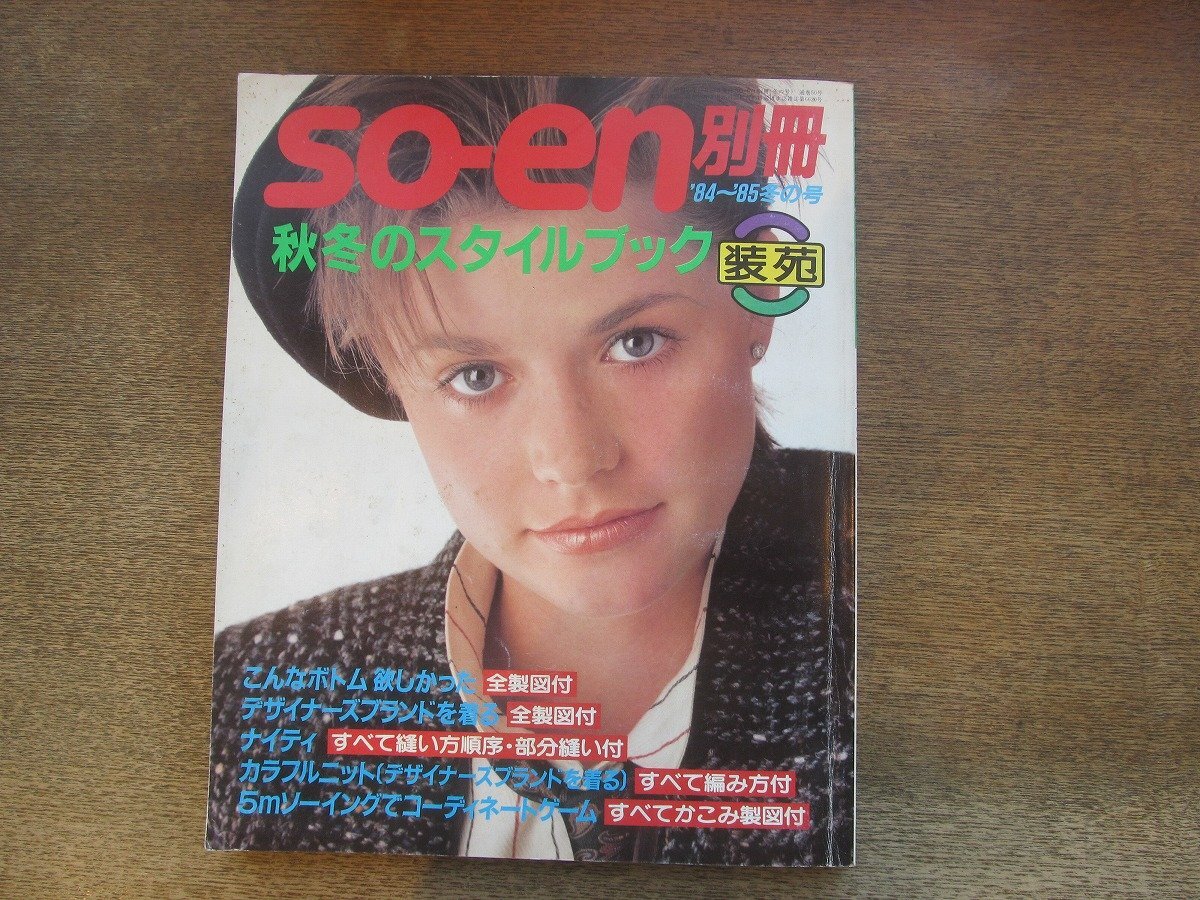 so-en別冊
'84〜'85冬の号
秋冬のスタイルブック
装苑
こんなボトム 欲しかった 全製図付
デザイナーズブランドを着る 全製図付
ナイティ すべて縫い方順序・部分縫い付
カラフルニット(デザイナーズブランドを着る) すべて編み方付
5mソーイングでコーディネートゲーム すべてかこみ製図付